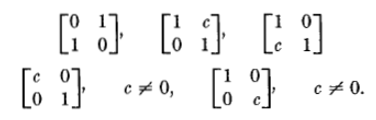 [0 1; 1 0], [1 c; 0 1], [1 0; c 1]
[c 0; 0 1], c ≠ 0, [1 0; 0 c], c ≠ 0.